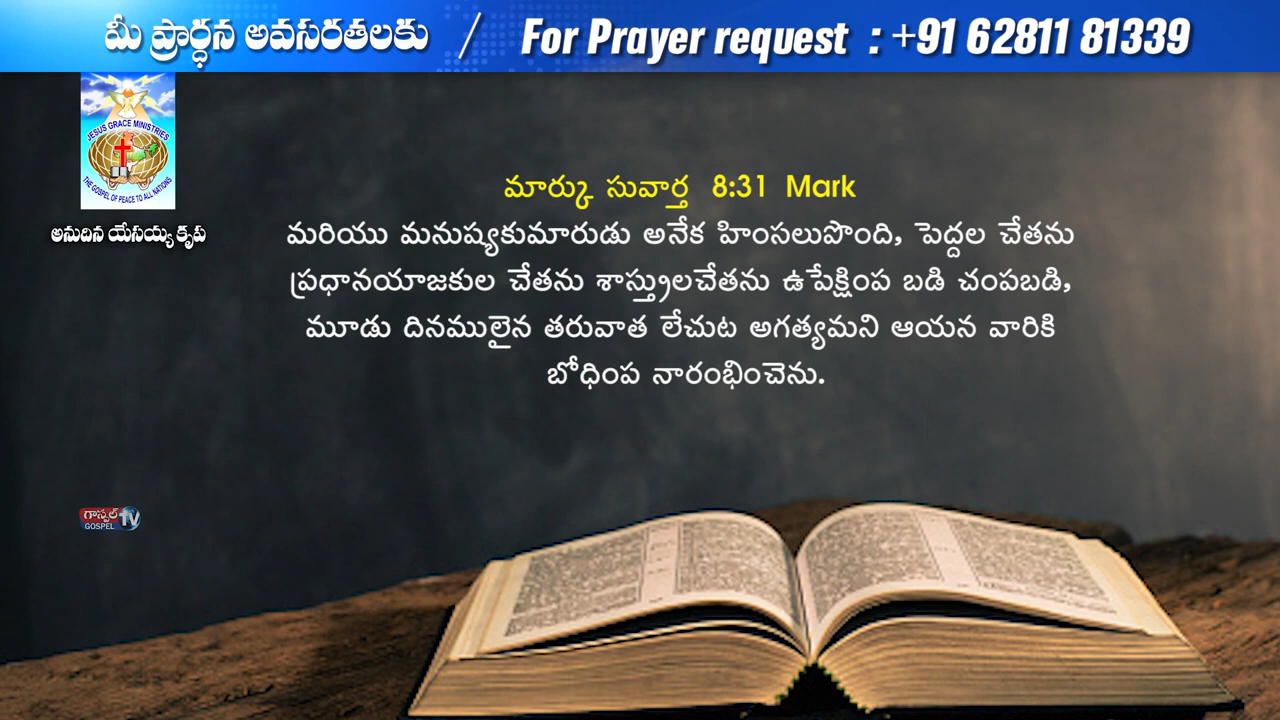 మీ ప్రార్ధన అవసరతలకు / For Prayer request : +91 62811 81339
JESUS GRACE MINISTRIES
THE GOSPEL OF PEACE TO ALL NATIONS
అనుదిన యేసయ్య కృప
మార్కు సువార్త 8:31 Mark
మరియు మనుష్యకుమారుడు అనేక హింసలుపొంది, పెద్దల చేతను
ప్రధానయాజకుల చేతను శాస్త్రులచేతను ఉపేక్షింప బడి చంపబడి,
మూడు దినములైన తరువాత లేచుట అగత్యమని ఆయన వారికి
బోధింప నారంభించెను.
గాస్పల్ TV
GOSPEL